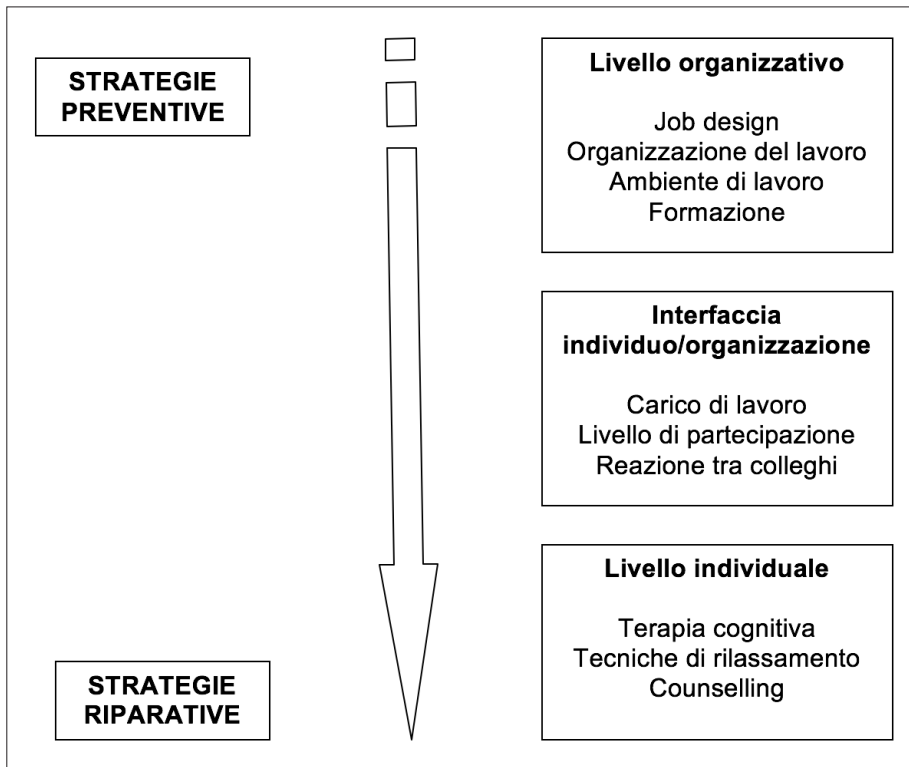 STRATEGIE
PREVENTIVE
Livello organizzativo
Job design
Organizzazione del lavoro
Ambiente di lavoro
Formazione
Interfaccia
individuo/organizzazione
Carico di lavoro
Livello di partecipazione
Reazione tra colleghi
Livello individuale
Terapia cognitiva
Tecniche di rilassamento
Counselling
STRATEGIE
RIPARATIVE